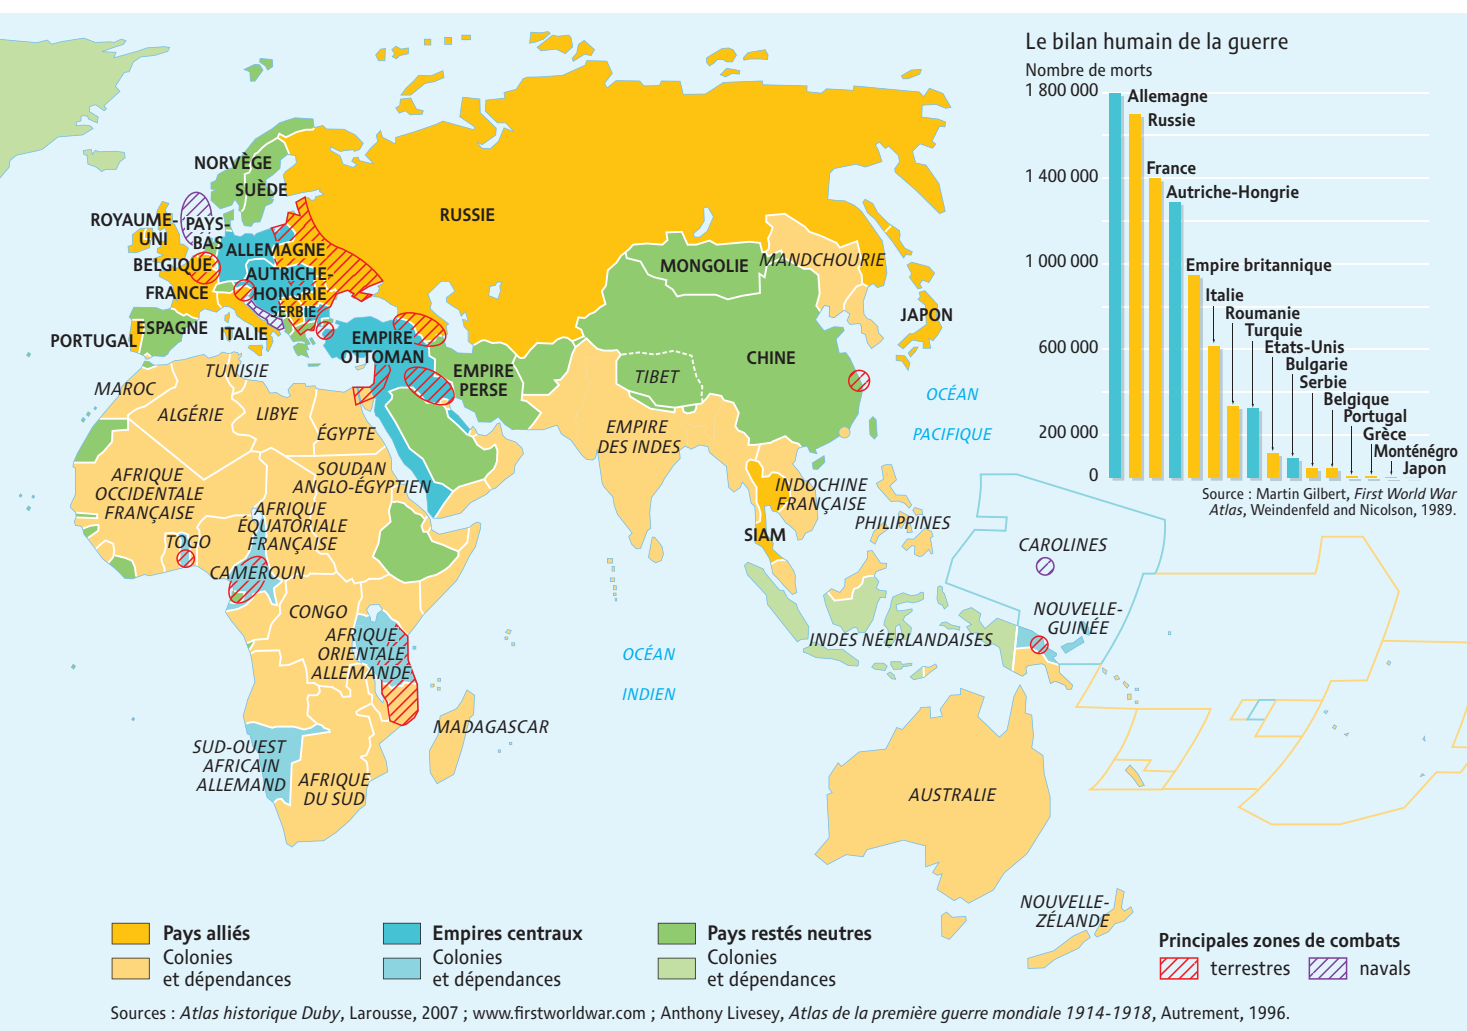 Le bilan humain de la guerre
Nombre de morts
1 800 000
1 400 000
1 000 000
600 000
200 000
0
Allemagne
Russie
France
Autriche-Hongrie
Empire britannique
Italie
Roumanie
Turquie
Etats-Unis
Bulgarie
Serbie
Belgique
Portugal
Grèce
Monténégro
Japon
Source : Martin Gilbert, First World War
Atlas, Weindenfeld and Nicolson, 1989.
NORVÈGE
SUÈDE
ROYAUME-
UNI
PAYS-
BAS
ALLEMAGNE
BELGIQUE
AUTRICHE-
HONGRIE
FRANCE
SERBIE
ESPAGNE
PORTUGAL
ITALIE
RUSSIE
EMPIRE
OTTOMAN
EMPIRE
PERSE
MONGOLIE
MANDCHOURIE
CHINE
JAPON
TIBET
EMPIRE
DES INDES
OCÉAN
PACIFIQUE
MAROC
TUNISIE
ALGÉRIE
LIBYE
ÉGYPTE
AFRIQUE
OCCIDENTALE
FRANÇAISE
SOUDAN
ANGLO-ÉGYPTIEN
AFRIQUE
ÉQUATORIALE
FRANÇAISE
TOGO
CAMEROUN
CONGO
AFRIQUE
ORIENTALE
ALLEMANDE
MADAGASCAR
SUD-OUEST
AFRICAIN
ALLEMAND
AFRIQUE
DU SUD
INDOCHINE
FRANÇAISE
SIAM
PHILIPPINES
CAROLINES
NOUVELLE-
GUINÉE
INDES NÉERLANDAISES
OCÉAN
INDIEN
AUSTRALIE
NOUVELLE-
ZÉLANDE
Pays alliés
Colonies
et dépendances
Empires centraux
Colonies
et dépendances
Pays restés neutres
Colonies
et dépendances
Principales zones de combats
terrestres
navals
Sources : Atlas historique Duby, Larousse, 2007 ; www.firstworldwar.com ; Anthony Livesey, Atlas de la première guerre mondiale 1914-1918, Autrement, 1996.